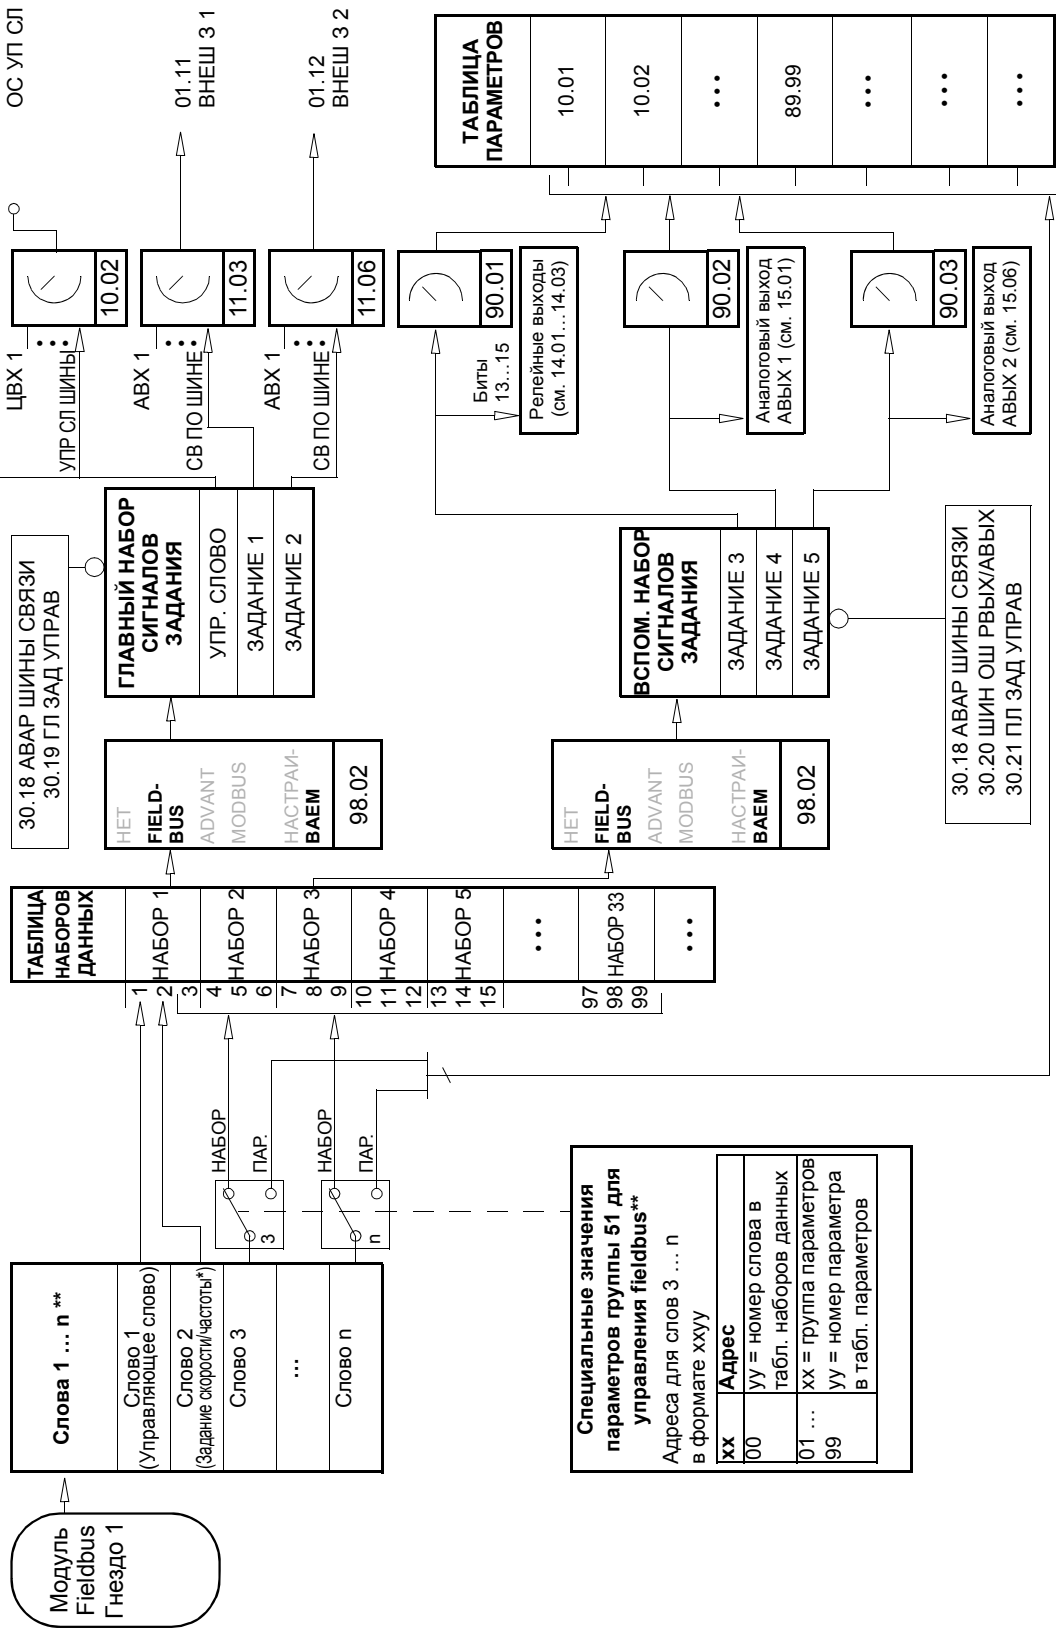 Модуль
Fieldbus
Гнездо 1
Слова 1 … n **
Слово 1
(Управляющее слово)
Слово 2
(Задание скорости/частоты*)
Слово 3
...
Слово n
3
НАБОР
ПАР.
n
НАБОР
ПАР.
Специальные значения
параметров группы 51 для
управления fieldbus**
Адреса для слов 3 … n
в формате xxyy
xx Адрес
00 yy = номер слова в
табл. наборов данных
01 … xx = группа параметров
99 yy = номер параметра
в табл. параметров
ТАБЛИЦА
НАБОРОВ
ДАННЫХ
1
2 НАБОР 1
3
4
5 НАБОР 2
6
7
8 НАБОР 3
9
10
11 НАБОР 4
12
13
14 НАБОР 5
15
• • •
97
98 НАБОР 33
99
• • •
НЕТ
FIELD-
BUS
ADVANT
MODBUS
НАСТРАИ-
ВАЕМ
98.02
НЕТ
FIELD-
BUS
ADVANT
MODBUS
НАСТРАИ-
ВАЕМ
98.02
30.18 АВАР ШИНЫ СВЯЗИ
30.19 ГЛ ЗАД УПРАВ
ГЛАВНЫЙ НАБОР
СИГНАЛОВ
ЗАДАНИЯ
УПР. СЛОВО
ЗАДАНИЕ 1
ЗАДАНИЕ 2
ВСПОМ. НАБОР
СИГНАЛОВ
ЗАДАНИЯ
ЗАДАНИЕ 3
ЗАДАНИЕ 4
ЗАДАНИЕ 5
30.18 АВАР ШИНЫ СВЯЗИ
30.20 ШИН ОШ РВЫХ/АВЫХ
30.21 ПЛ ЗАД УПРАВ
ЦВХ 1
• • •
УПР СЛ ШИНЫ
10.02
ОС УП СЛ
АВХ 1
• • •
СВ ПО ШИНЕ
11.03
01.11
ВНЕШ З 1
АВХ 1
• • •
СВ ПО ШИНЕ
11.06
01.12
ВНЕШ З 2
90.01
Биты
13…15
Релейные выходы
(см. 14.01…14.03)
90.02
Аналоговый выход
АВЫХ 1 (см. 15.01)
90.03
Аналоговый выход
АВЫХ 2 (см. 15.06)
ТАБЛИЦА
ПАРАМЕТРОВ
10.01
10.02
• • •
89.99
• • •
• • •
• • •